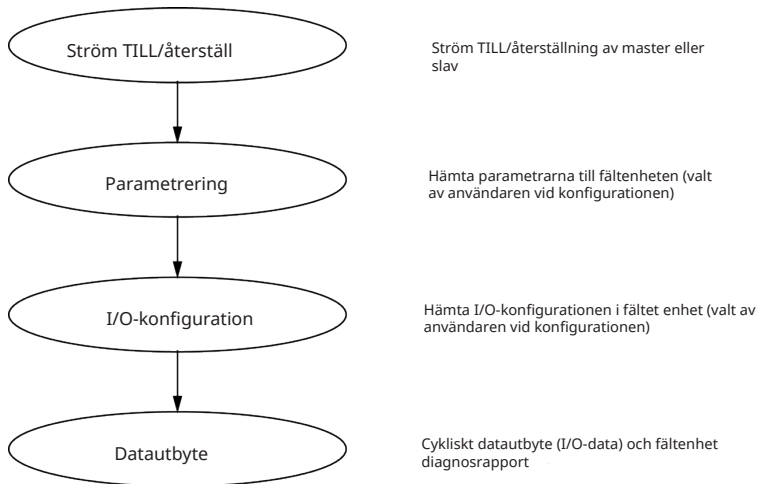 Ström TILL/återställ
Ström TILL/återställning av master eller
slav
Parametrering
Hämta parametrarna till fältenheten (valt
av användaren vid konfigurationen)
I/O-konfiguration
Hämta I/O-konfigurationen i fältet enhet (valt av
användaren vid konfigurationen)
Datautbyte
Cykliskt datautbyte (I/O-data) och fältenhet
diagnosrapport